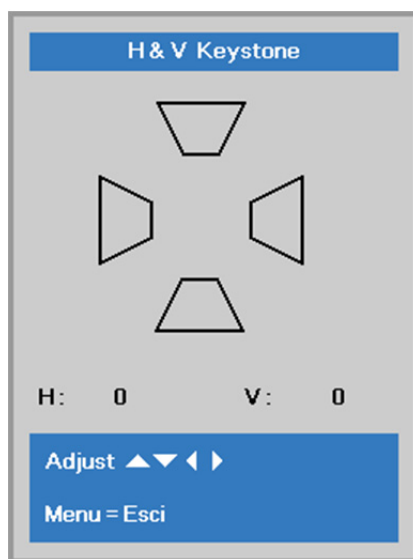 H & V Keystone
H: 0 V: 0
Adjust ▲▼◀▶
Menu = Esci